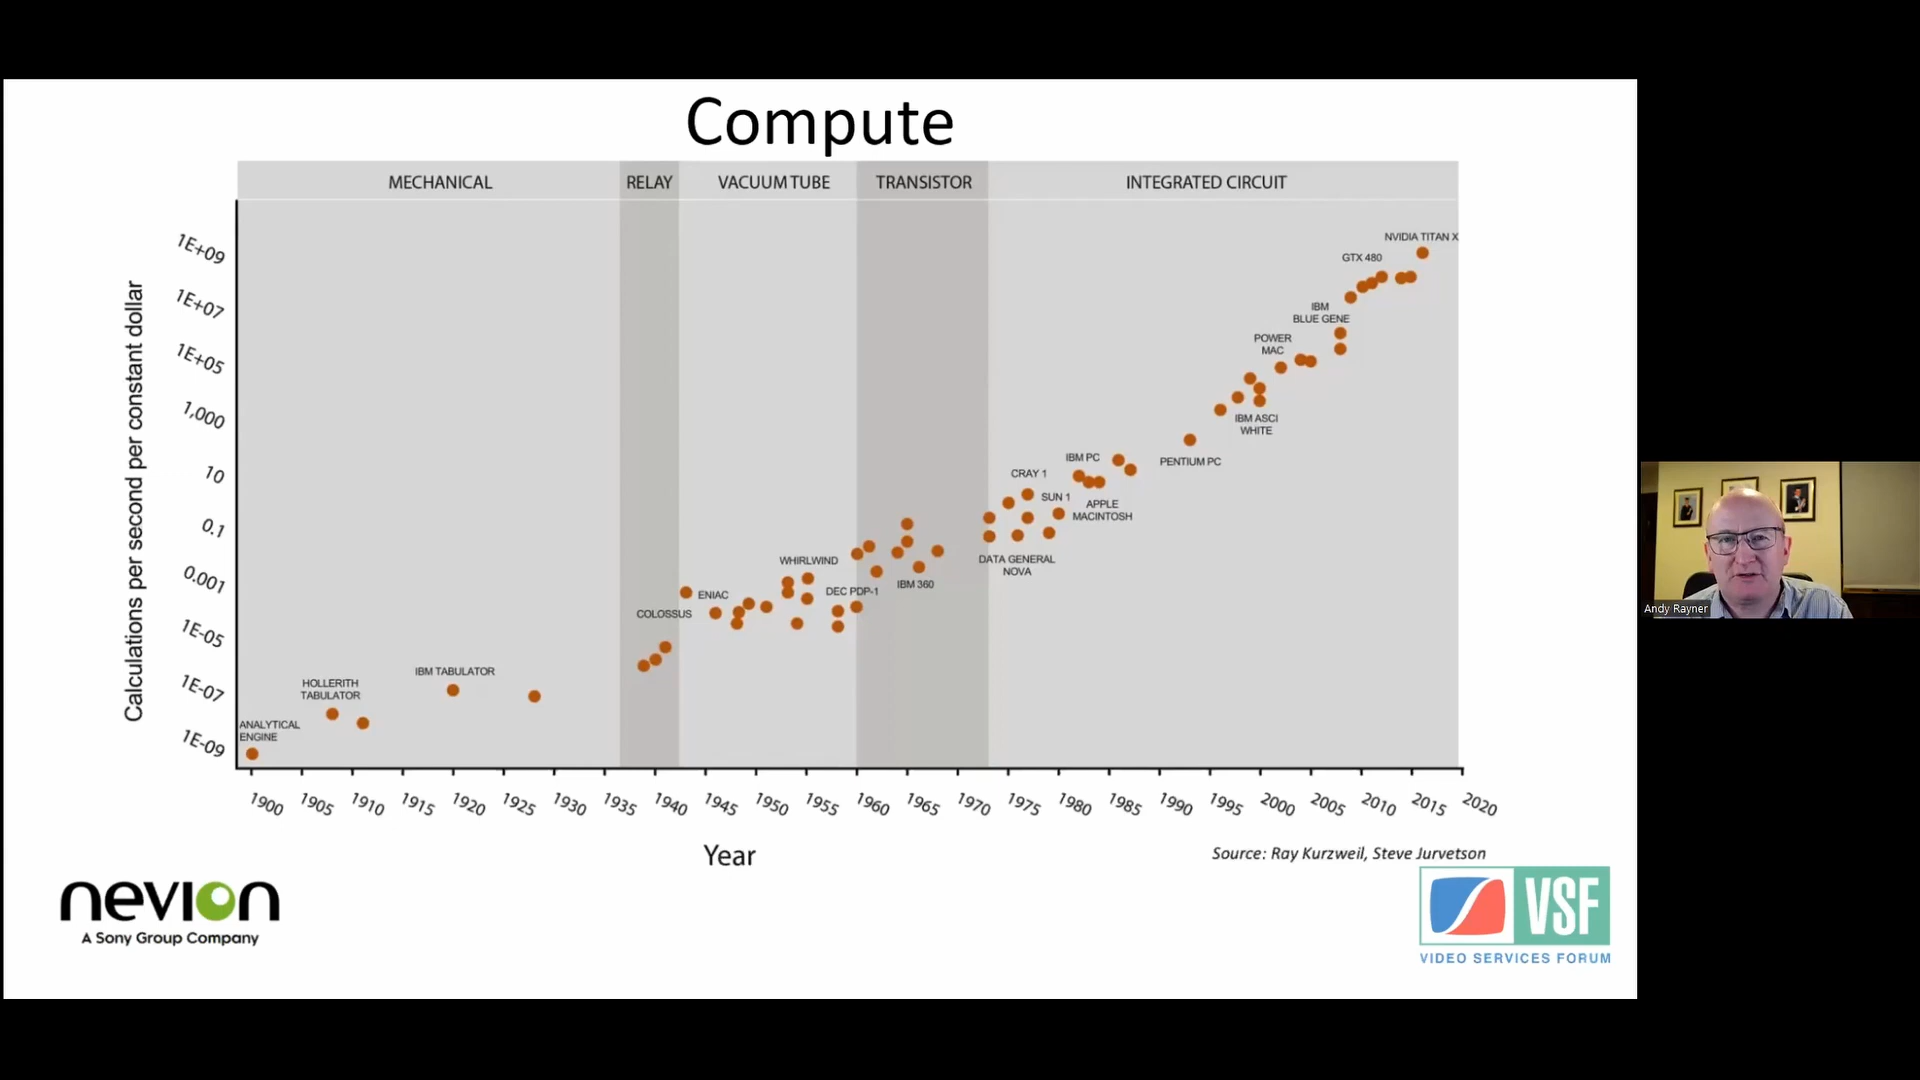 Compute
MECHANICAL
RELAY
VACUUM TUBE
TRANSISTOR
INTEGRATED CIRCUIT
Calculations per second per constant dollar
1E+09
1E+07
1E+05
1,000
10
0.1
0.001
1E-05
1E-07
1E-09
NVIDIA TITAN X
GTX 480
IBM
BLUE GENE
POWER
MAC
IBM ASCI
WHITE
PENTIUM PC
IBM PC
CRAY 1
SUN 1
APPLE
MACINTOSH
DATA GENERAL
NOVA
WHIRLWIND
DEC PDP-1
IBM 360
ENIAC
COLOSSUS
IBM TABULATOR
HOLLERITH
TABULATOR
ANALYTICAL
ENGINE
1900
1905
1910
1915
1920
1925
1930
1935
1940
1945
1950
1955
1960
1965
1970
1975
1980
1985
1990
1995
2000
2005
2010
2015
2020
Year
Source: Ray Kurzweil, Steve Jurvetson
nevion
A Sony Group Company
VSF
VIDEO SERVICES FORUM
Andy Rayner